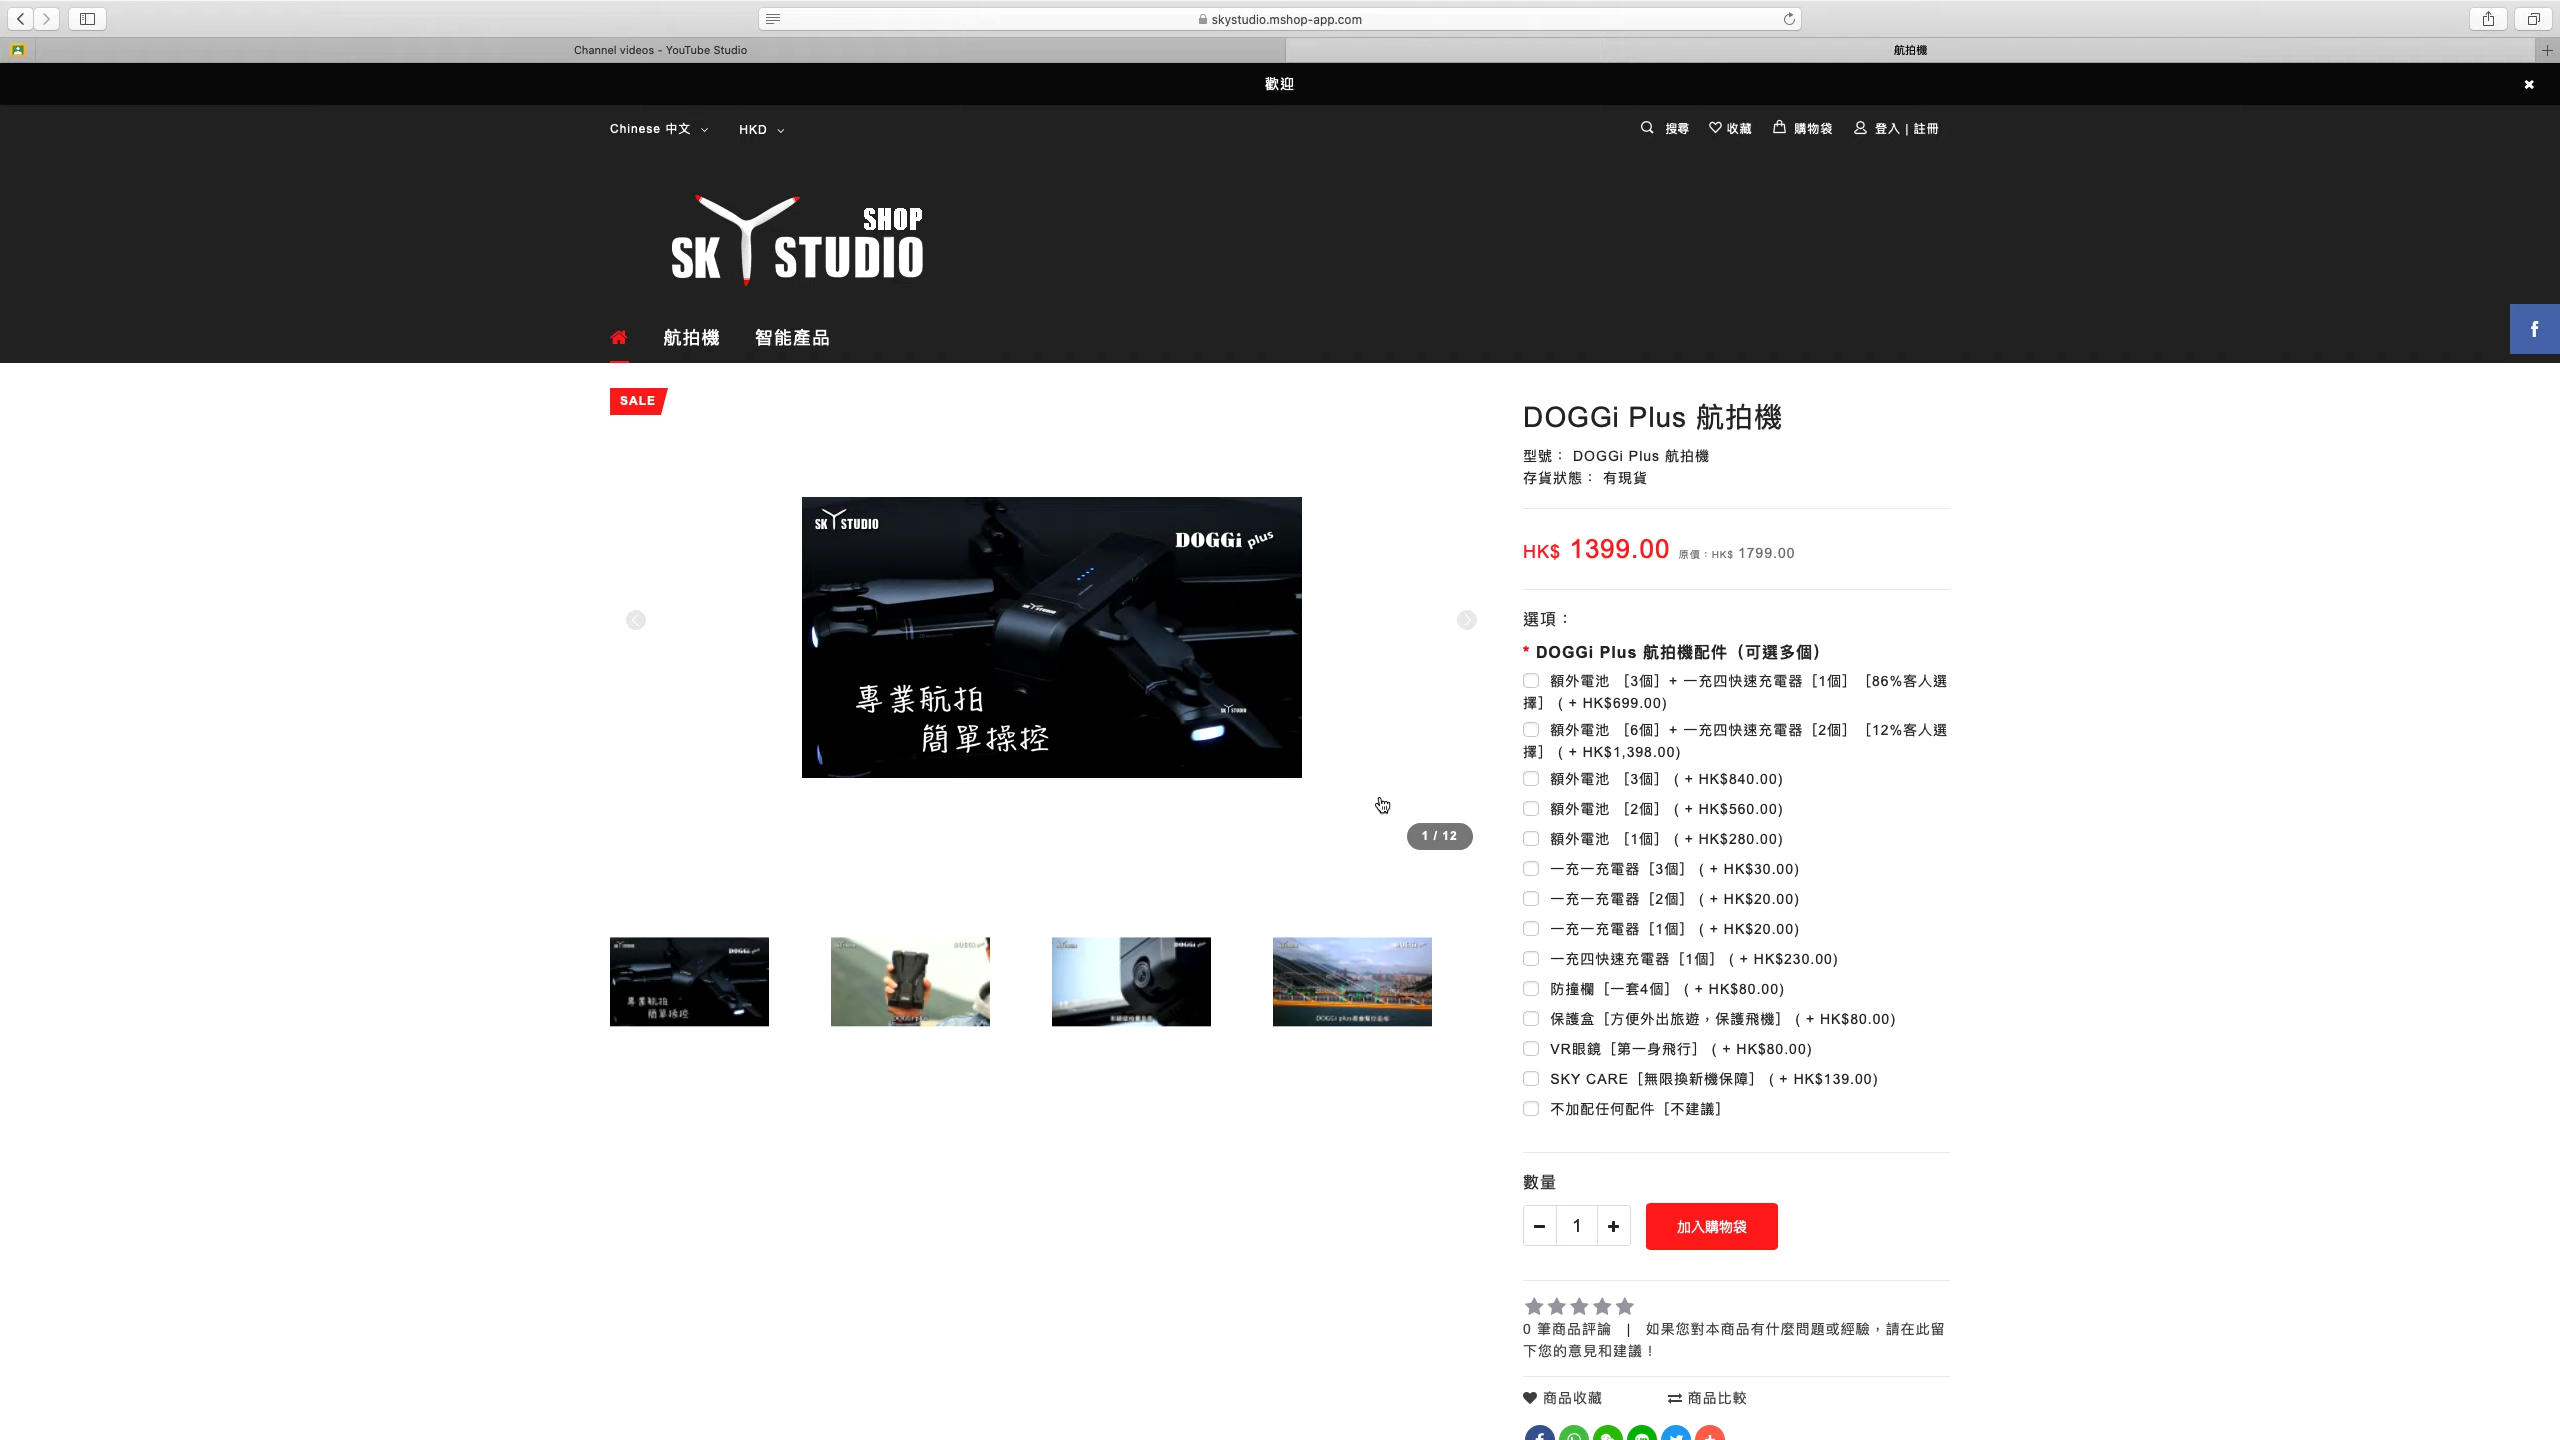 skystudio.mshop-app.com
Channel videos - YouTube Studio
航拍機
歡迎
Chinese 中文
HKD
搜尋
收藏
購物袋
登入 | 註冊
SHOP
SKY STUDIO
航拍機
智能產品
SALE
SKY STUDIO
DOGGi plus
專業航拍
簡單操控
SKY STUDIO
1 / 12
專業航拍
簡單操控
DOGGi Plus 航拍機
型號： DOGGi Plus 航拍機
存貨狀態： 有現貨
HK$ 1399.00 原價：HK$ 1799.00
選項：
* DOGGi Plus 航拍機配件（可選多個）
額外電池 ［3個］+ 一充四快速充電器［1個］［86%客人選
擇］ ( + HK$699.00)
額外電池 ［6個］+ 一充四快速充電器［2個］［12%客人選
擇］ ( + HK$1,398.00)
額外電池 ［3個］ ( + HK$840.00)
額外電池 ［2個］ ( + HK$560.00)
額外電池 ［1個］ ( + HK$280.00)
一充一充電器［3個］ ( + HK$30.00)
一充一充電器［2個］ ( + HK$20.00)
一充一充電器［1個］ ( + HK$20.00)
一充四快速充電器［1個］ ( + HK$230.00)
防撞欄［一套4個］ ( + HK$80.00)
保護盒［方便外出旅遊，保護飛機］ ( + HK$80.00)
VR眼鏡［第一身飛行］ ( + HK$80.00)
SKY CARE［無限換新機保障］ ( + HK$139.00)
不加配任何配件［不建議］
數量
1
加入購物袋
0 筆商品評論 | 如果您對本商品有什麼問題或經驗，請在此留
下您的意見和建議！
商品收藏
商品比較